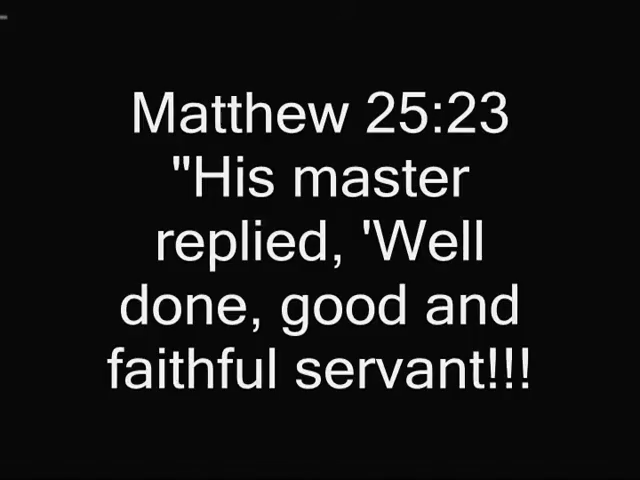 Matthew 25:23
"His master
replied, 'Well
done, good and
faithful servant!!!